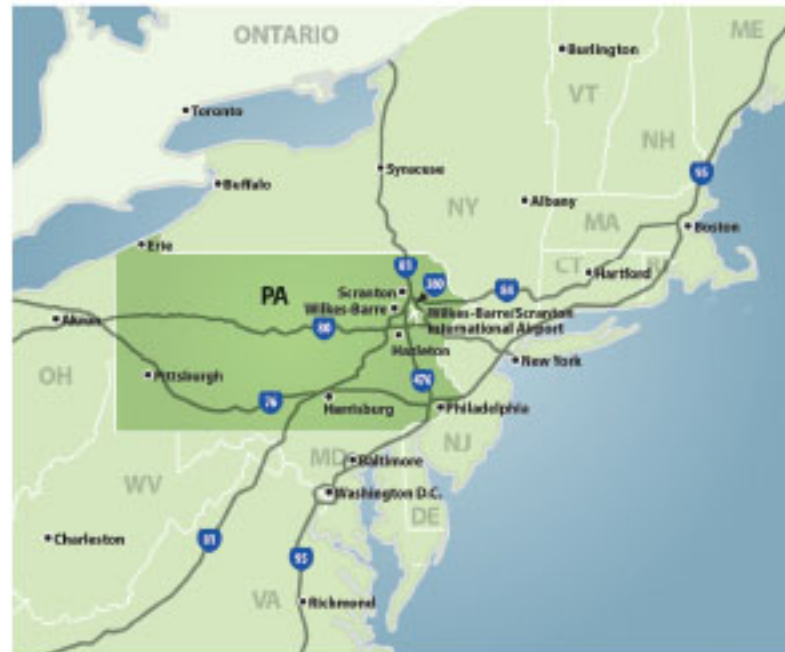 ONTARIO
ME
Burlington
VT
Toronto
NH
Syracuse
95
Buffalo
NY
Albany
MA
Boston
Erie
CT
Hartford
RI
81
380
84
PA
Scranton
Wilkes-Barre
Wilkes-Barre/Scranton
International Airport
Akron
80
Hazleton
New York
OH
Pittsburgh
476
76
Harrisburg
Philadelphia
NJ
MD
Baltimore
WV
Washington D.C.
DE
Charleston
81
95
VA
Richmond